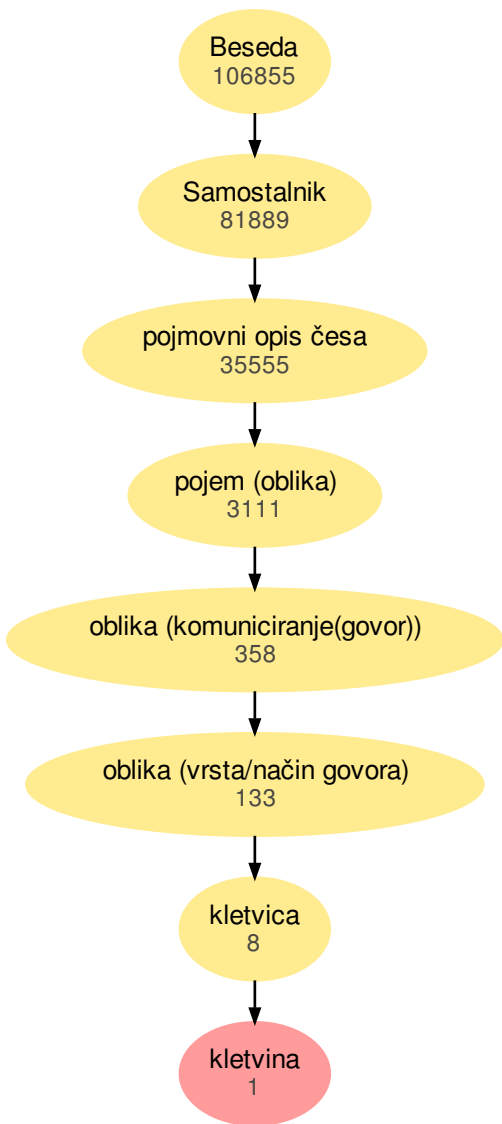 Beseda
106855
Samostalnik
81889
pojmovni opis česa
35555
pojem (oblika)
3111
oblika (komuniciranje(govor))
358
oblika (vrsta/način govora)
133
kletvica
8
kletvina
1